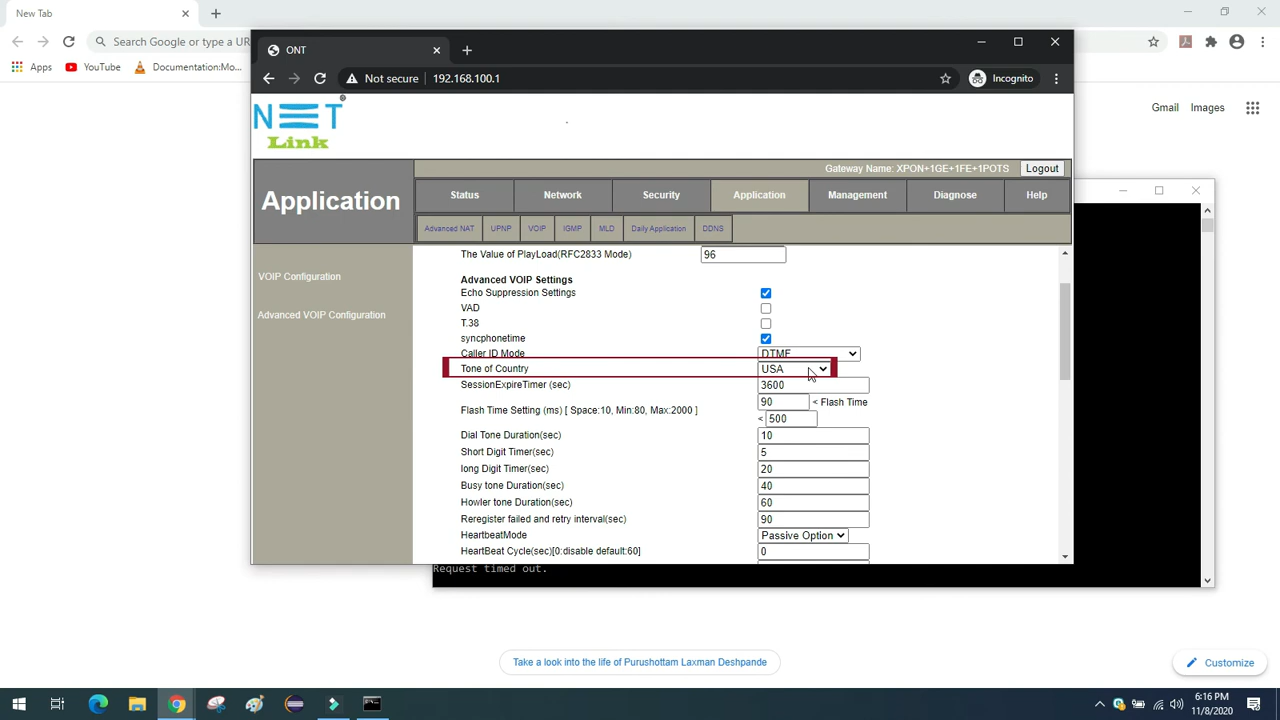 New Tab
Search Google or type a UR
Apps
YouTube
Documentation:Mo...
Gmail
Images
ONT
Not secure
192.168.100.1
Incognito
NET
Link
Gateway Name: XPON+1GE+1FE+1POTS
Logout
Application
Status
Network
Security
Application
Management
Diagnose
Help
Advanced NAT
UPNP
VOIP
IGMP
MLD
Daily Application
DDNS
VOIP Configuration
Advanced VOIP Configuration
The Value of PlayLoad(RFC2833 Mode)
96
Advanced VOIP Settings
Echo Suppression Settings
VAD
T.38
syncphonetime
Caller ID Mode
DTMF
Tone of Country
USA
SessionExpireTimer (sec)
3600
Flash Time Setting (ms) [ Space:10, Min:80, Max:2000 ]
90 < Flash Time
< 500
Dial Tone Duration(sec)
10
Short Digit Timer(sec)
5
long Digit Timer(sec)
20
Busy tone Duration(sec)
40
Howler tone Duration(sec)
60
Reregister failed and retry interval(sec)
90
HeartbeatMode
Passive Option
HeartBeat Cycle(sec)[0:disable default:60]
0
Request timed out.
Take a look into the life of Purushottam Laxman Deshpande
Customize
6:16 PM
11/8/2020